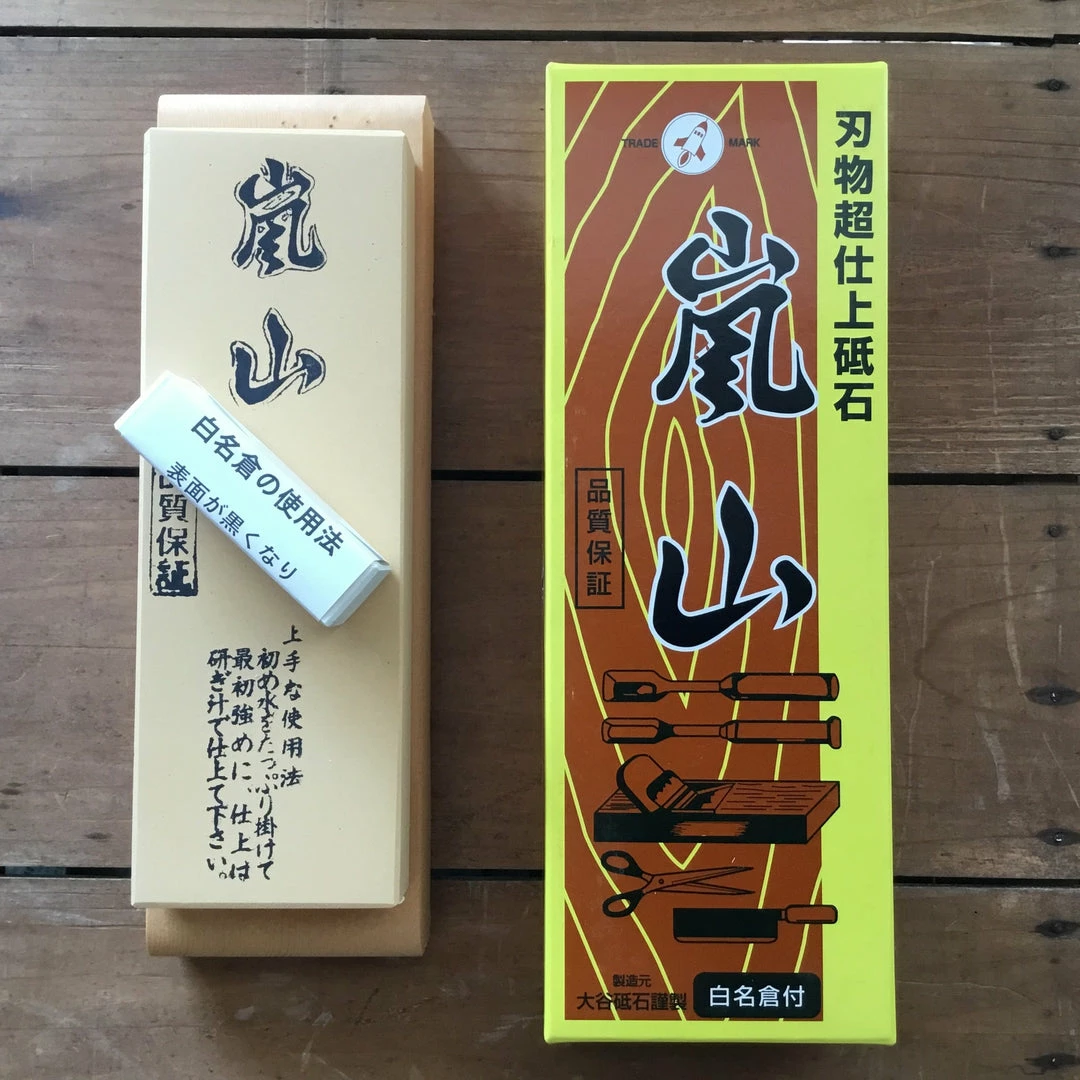 嵐山
白名倉の使用法
表面が黒くなり
質保証
上手な使用法
初め水をたっぷり掛けて
最初強めに、仕上は
研ぎ汁で仕上て下さい。
TRADE MARK
刃物超仕上砥石
嵐山
品質保証
製造元
大谷砥石謹製
白名倉付